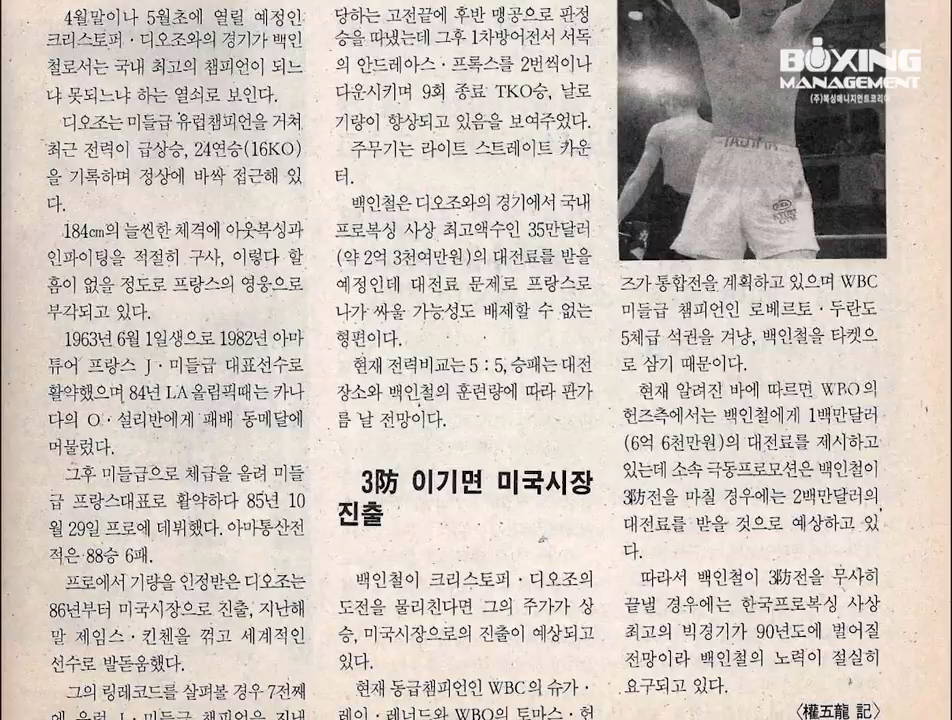 4월말이나 5월초에 열릴 예정인
크리스토퍼·디오조와의 경기가 백인
철로서는 국내 최고의 챔피언이 되느
냐 못되느냐 하는 열쇠로 보인다.
디오조는 미들급 유럽챔피언을 거쳐
최근 전력이 급상승, 24연승(16KO)
을 기록하며 정상에 바싹 접근해 있
다.
184cm의 늘씬한 체격에 아웃복싱과
인파이팅을 적절히 구사, 이렇다 할
흠이 없을 정도로 프랑스의 영웅으로
부각되고 있다.
1963년 6월 1일생으로 1982년 아마
튜어 프랑스 J·미들급 대표선수로
활약했으며 84년 LA올림픽때는 카나
다의 O·설리반에게 패배 동메달에
머물렀다.
그후 미들급으로 체급을 올려 미들
급 프랑스대표로 활약하다 85년 10
월 29일 프로에 데뷔했다. 아마통산전
적은 88승 6패.
프로에서 기량을 인정받은 디오조는
86년부터 미국시장으로 진출, 지난해
말 제임스·킨첸을 꺾고 세계적인
선수로 발돋움했다.
그의 링레코드를 살펴볼 경우 7전째
에 유럽 J·미들급 챔피언을 지낸
당하는 고전끝에 후반 맹공으로 판정
승을 따냈는데 그후 1차방어전서 서독
의 안드레아스·프록스를 2번씩이나
다운시키며 9회 종료 TKO승, 날로
기량이 향상되고 있음을 보여주었다.
주무기는 라이트 스트레이트 카운
터.
백인철은 디오조와의 경기에서 국내
프로복싱 사상 최고액수인 35만달러
(약 2억 3천여만원)의 대전료를 받을
예정인데 대전료 문제로 프랑스로
나가 싸울 가능성도 배제할 수 없는
형편이다.
현재 전력비교는 5 : 5, 승패는 대전
장소와 백인철의 훈련량에 따라 판가
름 날 전망이다.
3防 이기면 미국시장
진출
백인철이 크리스토퍼·디오조의
도전을 물리친다면 그의 주가가 상
승, 미국시장으로의 진출이 예상되고
있다.
현재 동급챔피언인 WBC의 슈가·
레이·레너드와 WBO의 토마스·헌
BOXING
MANAGEMENT
(주)복싱매니지먼트코리아
즈가 통합전을 계획하고 있으며 WBC
미들급 챔피언인 로베르토·두란도
5체급 석권을 겨냥, 백인철을 타켓으
로 삼기 때문이다.
현재 알려진 바에 따르면 WBO의
헌즈측에서는 백인철에게 1백만달러
(6억 6천만원)의 대전료를 제시하고
있는데 소속 극동프로모션은 백인철이
3防전을 마칠 경우에는 2백만달러의
대전료를 받을 것으로 예상하고 있
다.
따라서 백인철이 3防전을 무사히
끝낼 경우에는 한국프로복싱 사상
최고의 빅경기가 90년도에 벌어질
전망이라 백인철의 노력이 절실히
요구되고 있다.
〈權五龍 記〉